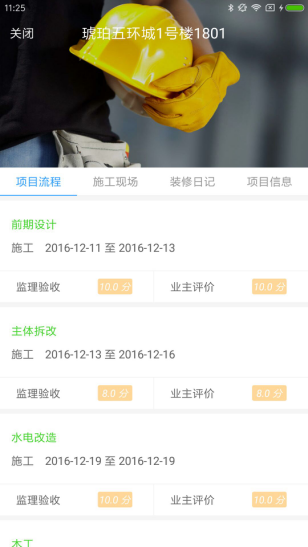 11:25
关闭 琥珀五环城1号楼1801
项目流程 施工现场 装修日记 项目信息
前期设计
施工 2016-12-11 至 2016-12-13
监理验收 10.0 分 业主评价 10.0 分
主体拆改
施工 2016-12-13 至 2016-12-16
监理验收 8.0 分 业主评价 8.0 分
水电改造
施工 2016-12-19 至 2016-12-19
监理验收 10.0 分 业主评价 10.0 分
木工